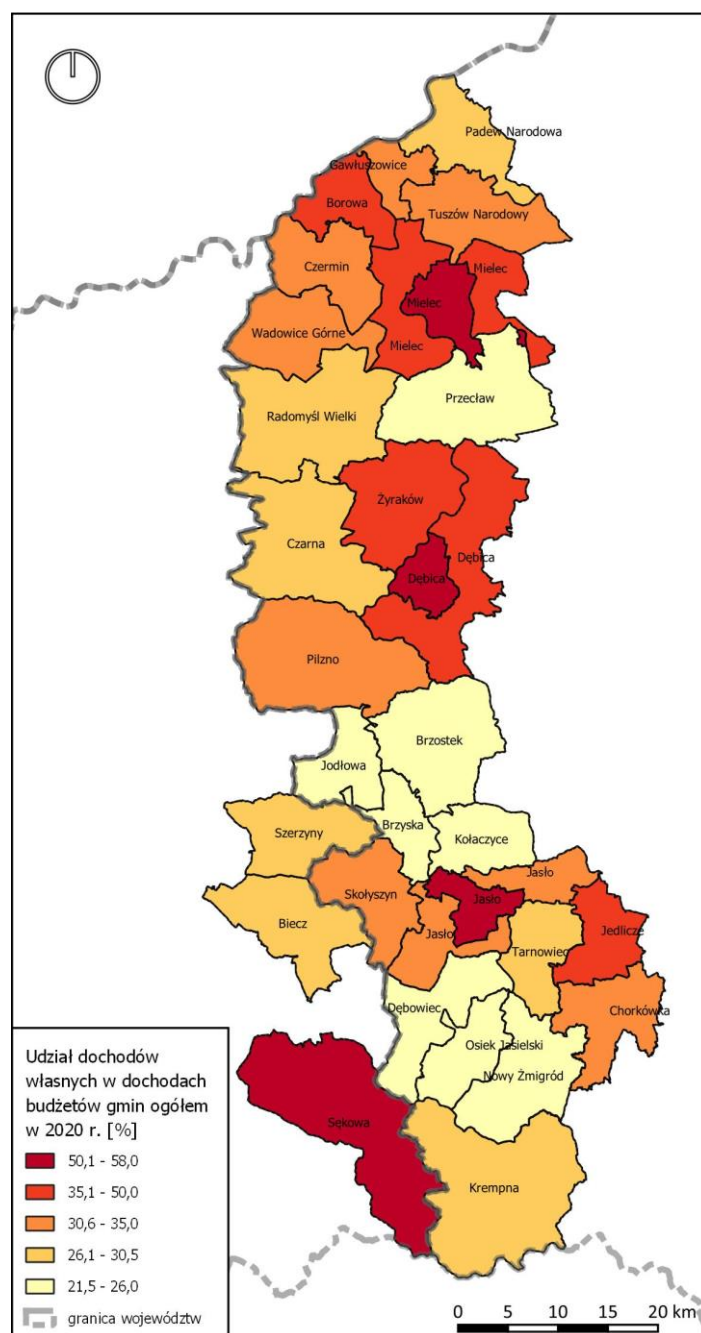 Padew Narodowa
Gawłuszowice
Borowa
Tuszów Narodowy
Czermin
Mielec
Mielec
Wadowice Górne
Mielec
Przecław
Radomyśl Wielki
Żyraków
Czarna
Dębica
Dębica
Pilzno
Brzostek
Jodłowa
Brzyska
Szerzyny
Kołaczyce
Jasło
Skołyszyn
Jasło
Biecz
Jasło
Jedlicze
Tarnowiec
Dębowiec
Chorkówka
Osiek Jasielski
Nowy Żmigród
Sękowa
Krempna
Udział dochodów
własnych w dochodach
budżetów gmin ogółem
w 2020 r. [%]
50,1 - 58,0
35,1 - 50,0
30,6 - 35,0
26,1 - 30,5
21,5 - 26,0
granica województw
0 5 10 15 20 km